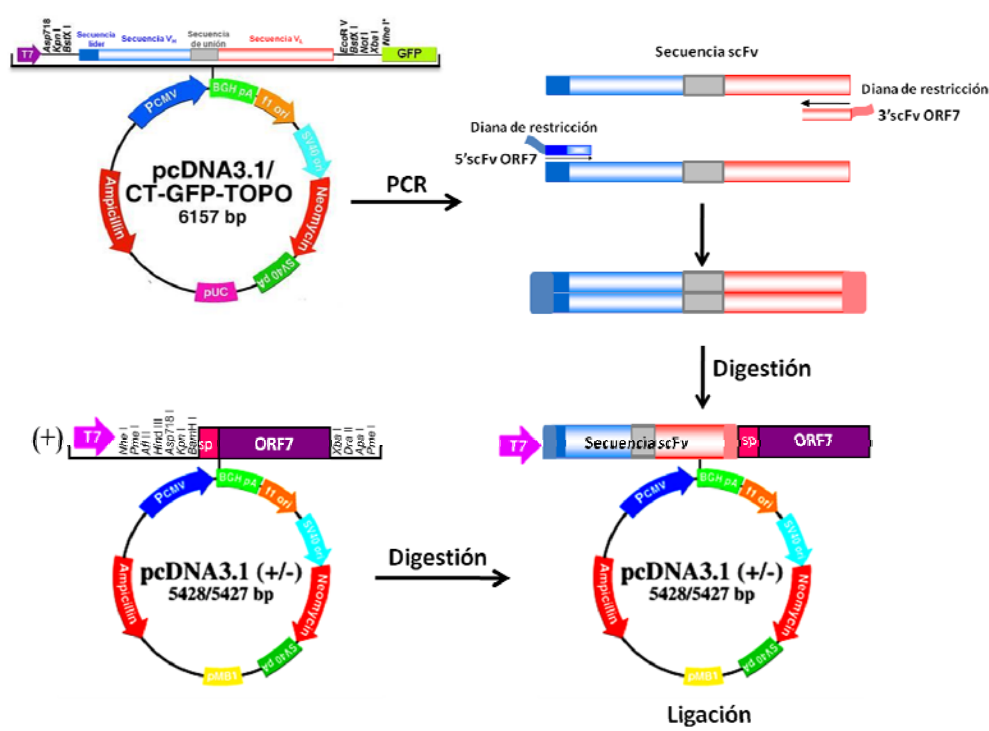 Asp718 I
Kpn I
BstX I
EcoR V
BstX I
Not I
Xba I
Nhe I*
T7
Secuencia líder
Secuencia VH
Secuencia de unión
Secuencia VL
GFP
PCMV
BGH pA
f1 ori
SV40 ori
Neomycin
SV40 pA
pUC
Ampicillin
pcDNA3.1/
CT-GFP-TOPO
6157 bp
PCR
Secuencia scFv
Diana de restricción
3'scFv ORF7
Diana de restricción
5'scFv ORF7
Digestión
(+)
T7
Nhe I
Pme I
Afl II
Hind III
Asp718 I
Kpn I
BamH I
sp
ORF7
Xba I
Dra II
Apa I
Pme I
PCMV
BGH pA
f1 ori
SV40 ori
Neomycin
SV40 pA
pMB1
Ampicillin
pcDNA3.1 (+/-)
5428/5427 bp
Digestión
T7
Secuencia scFv
sp
ORF7
PCMV
BGH pA
f1 ori
SV40 ori
Neomycin
SV40 pA
pMB1
Ampicillin
pcDNA3.1 (+/-)
5428/5427 bp
Ligación